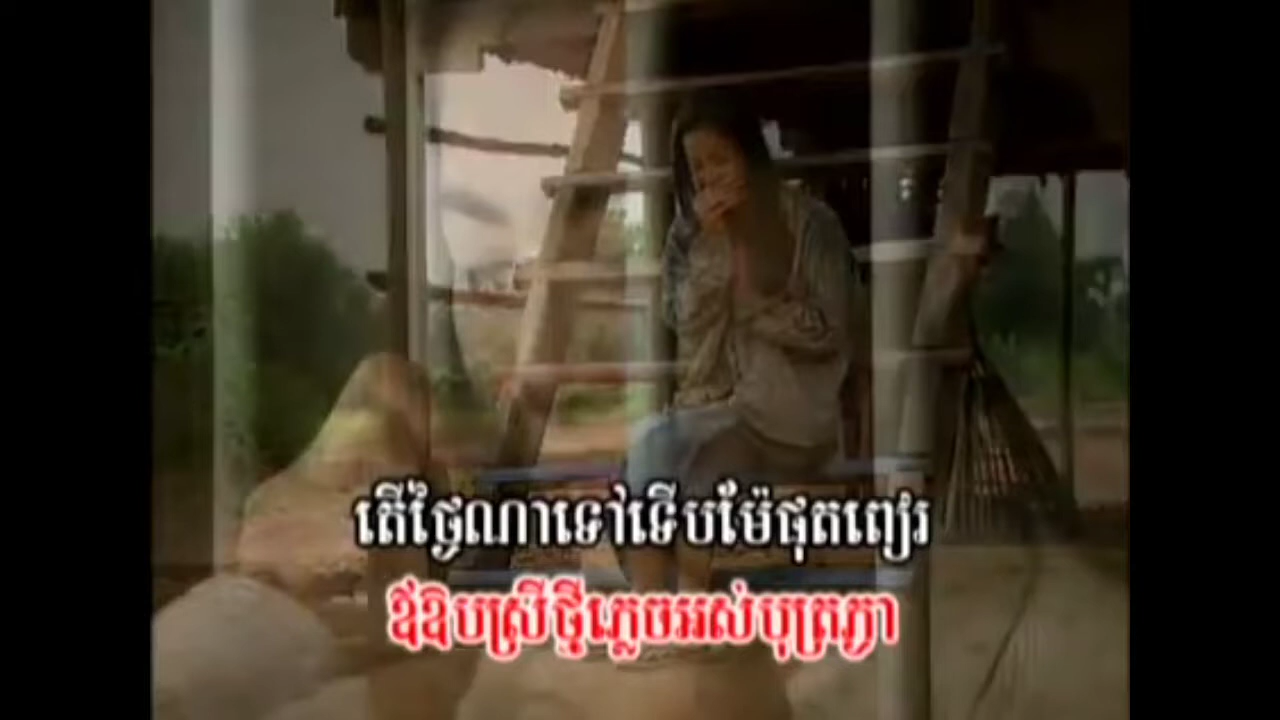 តើថ្ងៃណាទៅទើបម៉ែផុតពៀរ
ឪឱបស្រីថ្មីភ្លេចអស់បុត្រភា